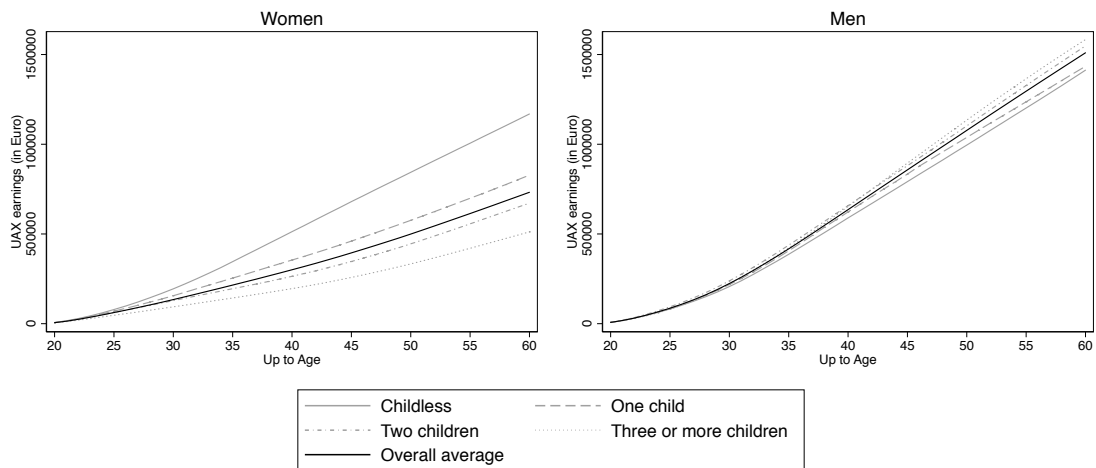 Women
UAX earnings (in Euro)
1500000
1000000
500000
0
20 25 30 35 40 45 50 55 60
Up to Age
Men
UAX earnings (in Euro)
1500000
1000000
500000
0
20 25 30 35 40 45 50 55 60
Up to Age
Childless One child
Two children Three or more children
Overall average